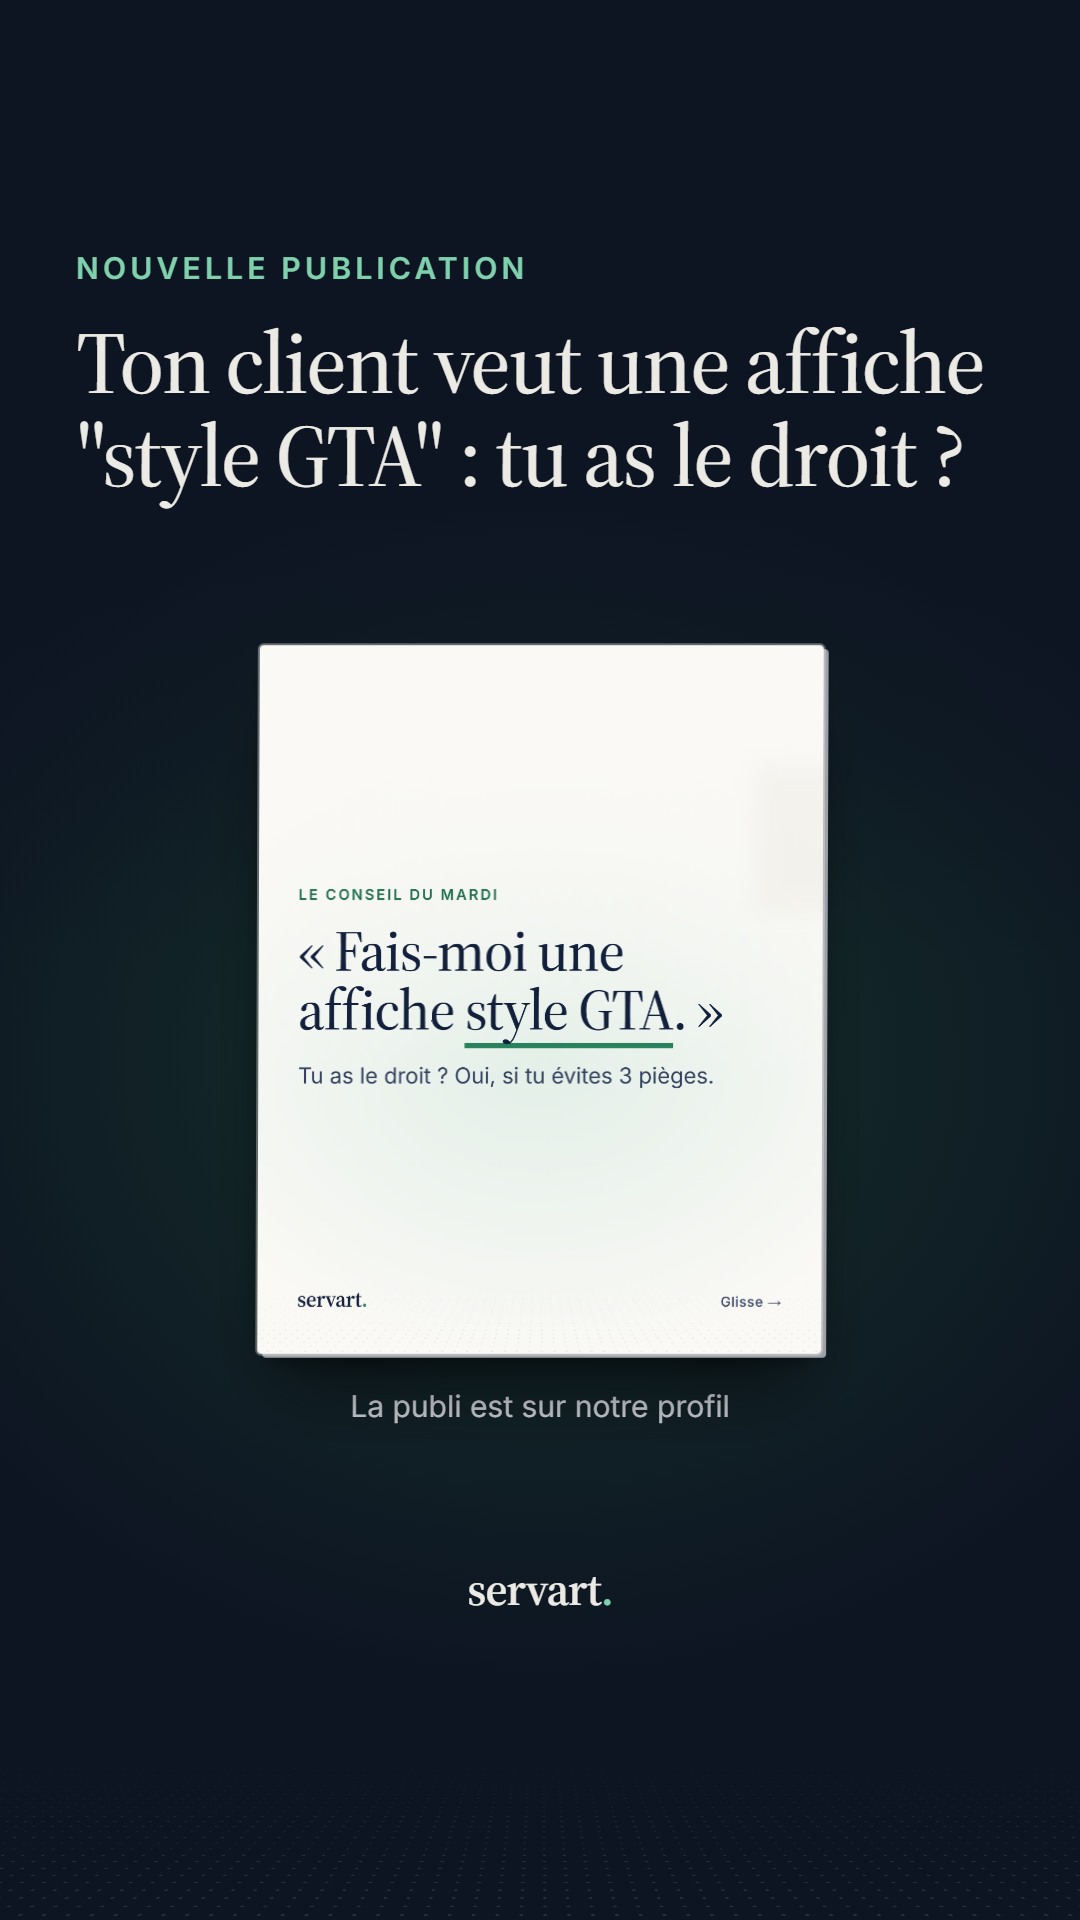 NOUVELLE PUBLICATION
Ton client veut une affiche
"style GTA" : tu as le droit ?
LE CONSEIL DU MARDI
« Fais-moi une
affiche style GTA. »
Tu as le droit ? Oui, si tu évites 3 pièges.
servart.
Glisse →
La publi est sur notre profil
servart.